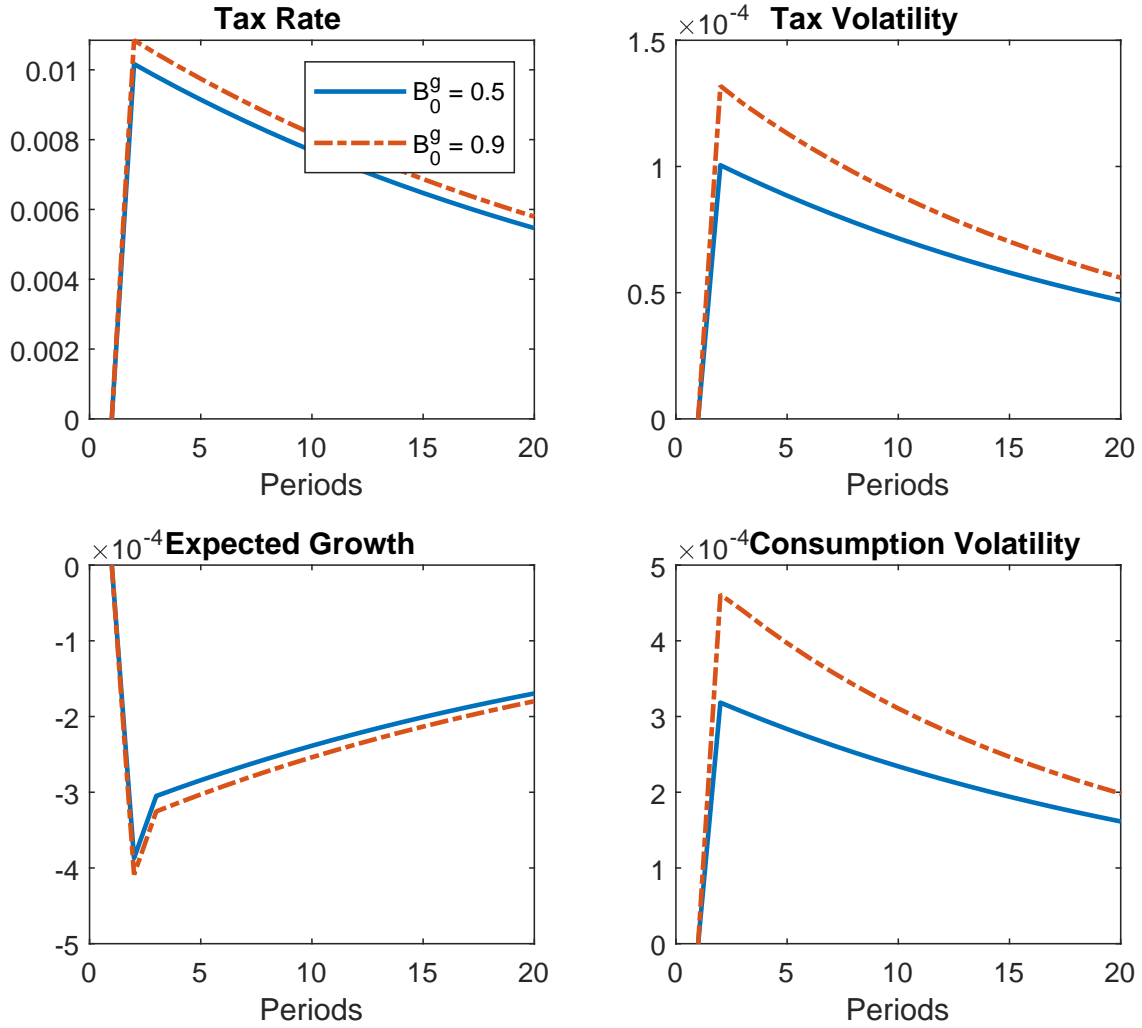 Tax Rate
0.01
0.008
0.006
0.004
0.002
0
0 5 10 15 20
Periods
B₀ᵍ = 0.5
B₀ᵍ = 0.9
×10⁻⁴ Tax Volatility
1.5
1
0.5
0
0 5 10 15 20
Periods
×10⁻⁴ Expected Growth
0
-1
-2
-3
-4
-5
0 5 10 15 20
Periods
×10⁻⁴ Consumption Volatility
5
4
3
2
1
0
0 5 10 15 20
Periods